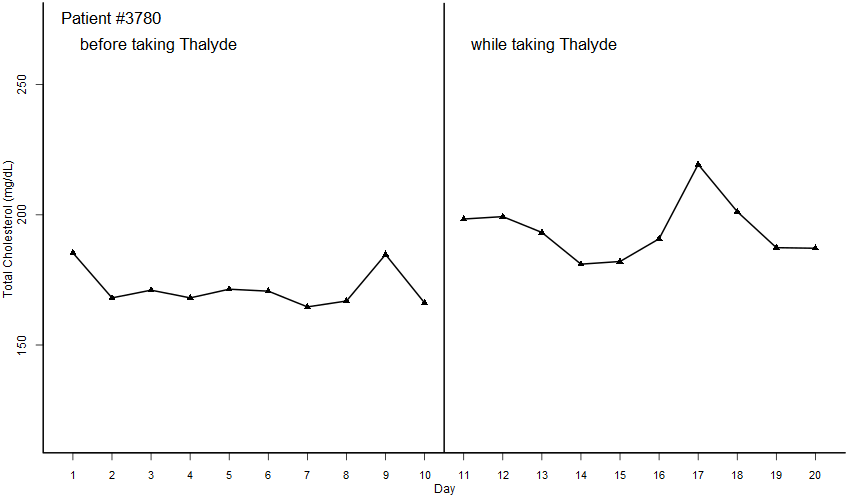 Patient #3780
before taking Thalyde
while taking Thalyde
Total Cholesterol (mg/dL)
250
200
150
1 2 3 4 5 6 7 8 9 10 11 12 13 14 15 16 17 18 19 20
Day